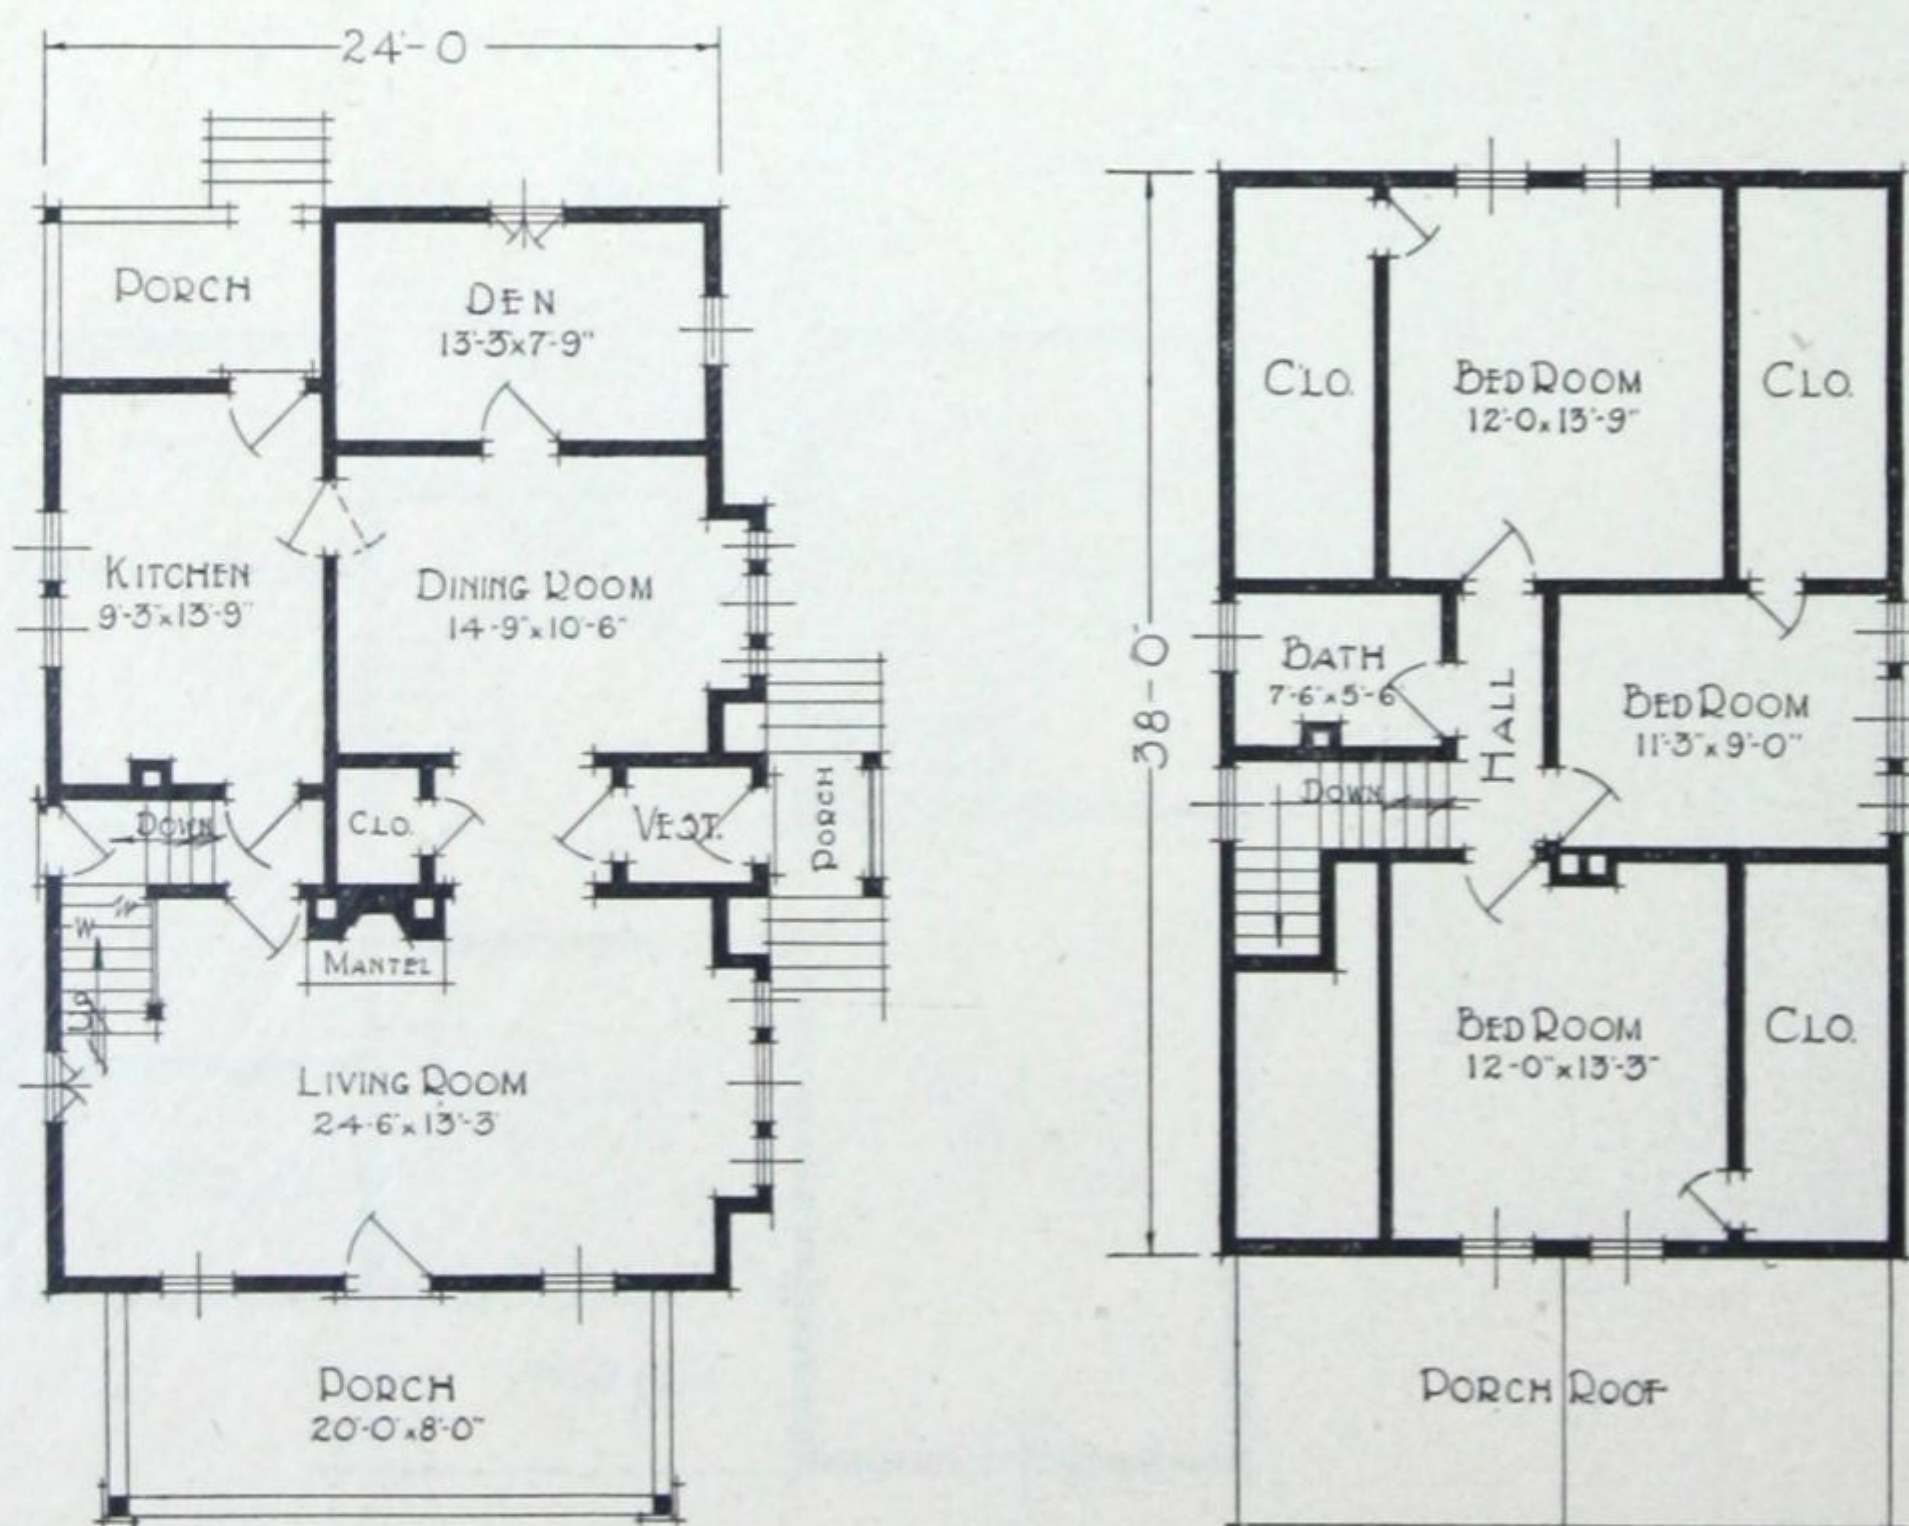 24'-0
PORCH
DEN
13'-3x7'-9"
KITCHEN
9'-3"x13'-9"
DINING ROOM
14'-9"x10'-6"
DOWN
CLO.
VEST.
PORCH
W
UP
MANTEL
LIVING ROOM
24'-6"x13'-3
PORCH
20'-0"x8'-0"
38'-0"
CLO.
BED ROOM
12'-0x13'-9"
CLO.
BATH
7'-6"x5'-6
HALL
BED ROOM
11'-3"x9'-0"
DOWN
BED ROOM
12'-0"x13'-3"
CLO.
PORCH ROOF